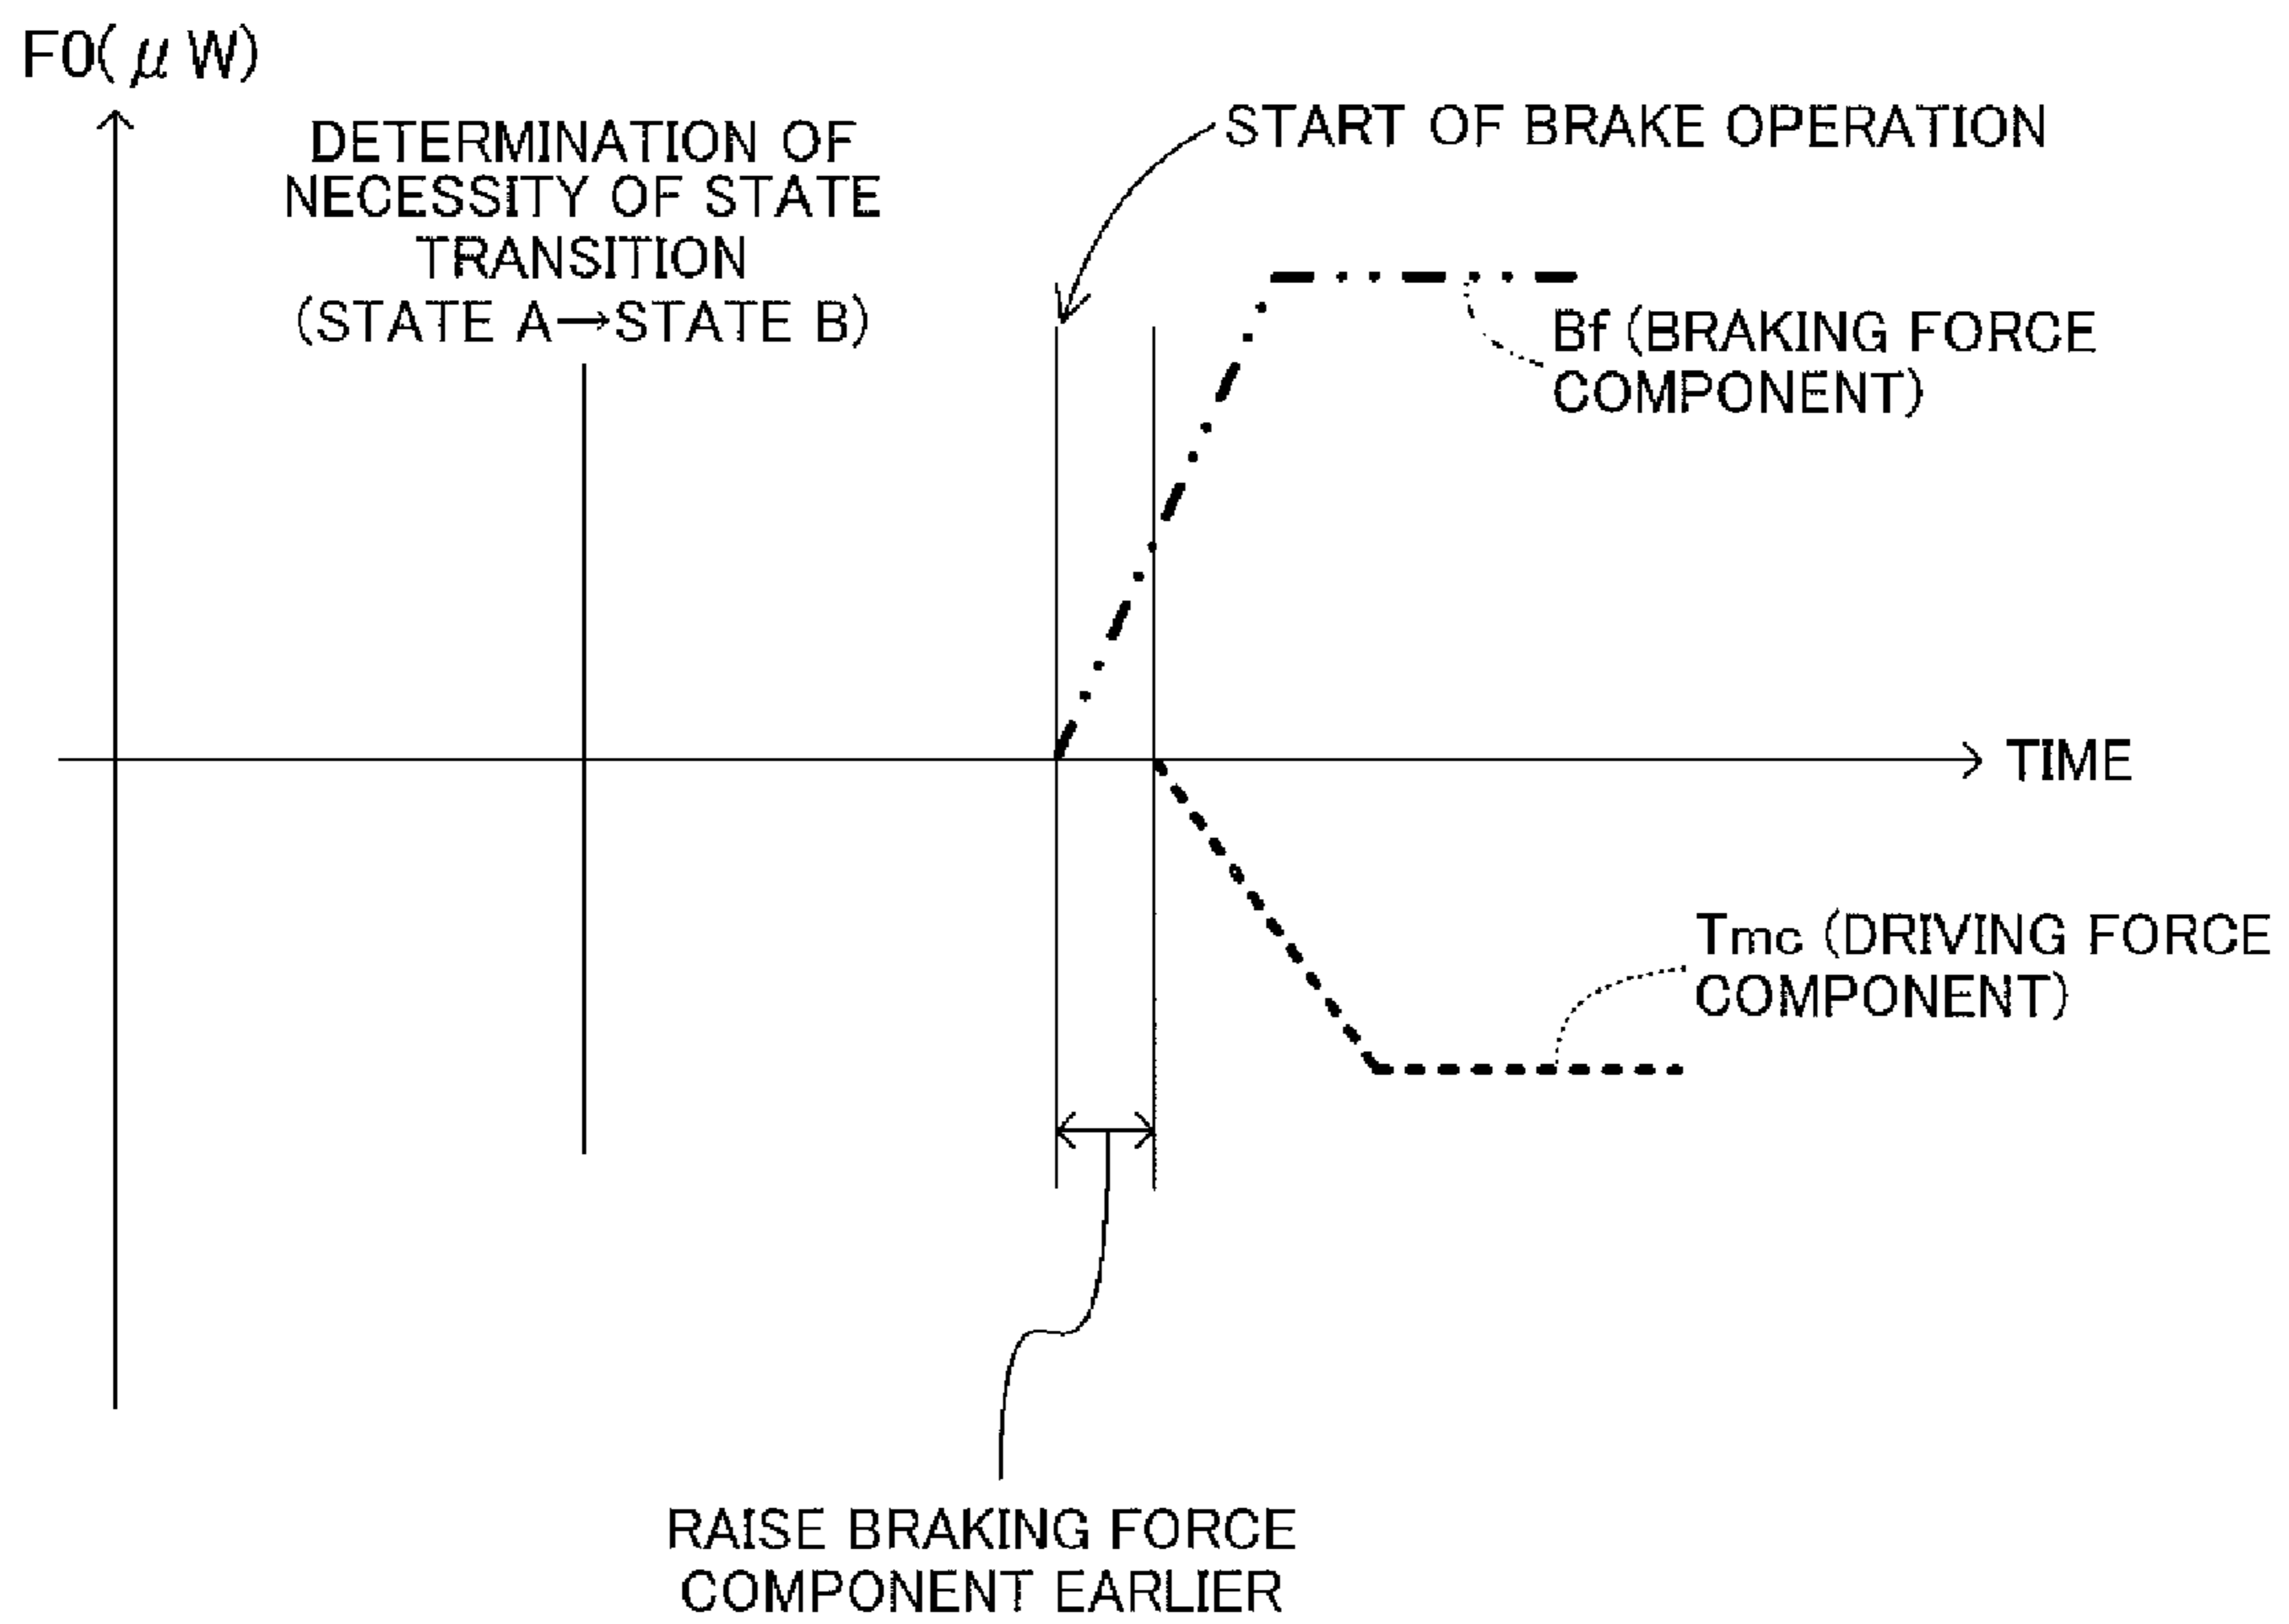 F0(μW)
DETERMINATION OF
NECESSITY OF STATE
TRANSITION
(STATE A→STATE B)
START OF BRAKE OPERATION
Bf (BRAKING FORCE
COMPONENT)
TIME
Tmc (DRIVING FORCE
COMPONENT)
RAISE BRAKING FORCE
COMPONENT EARLIER